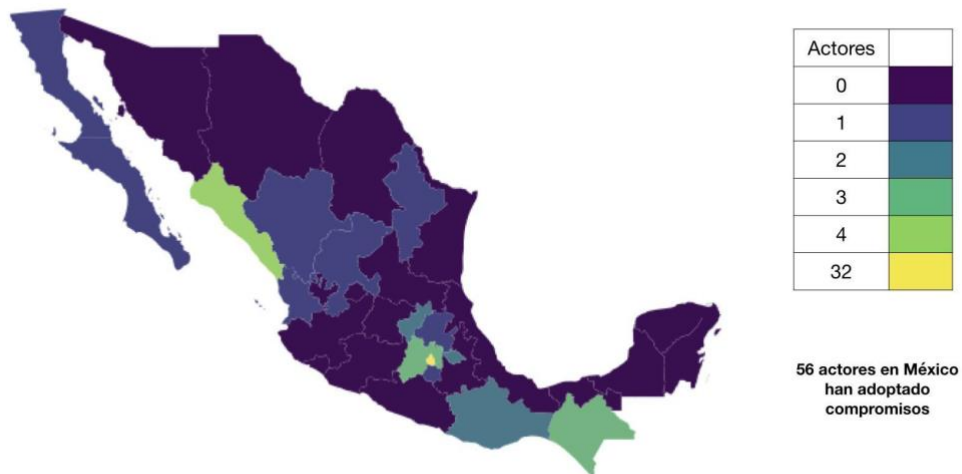 Actores
0
1
2
3
4
32
56 actores en México
han adoptado
compromisos